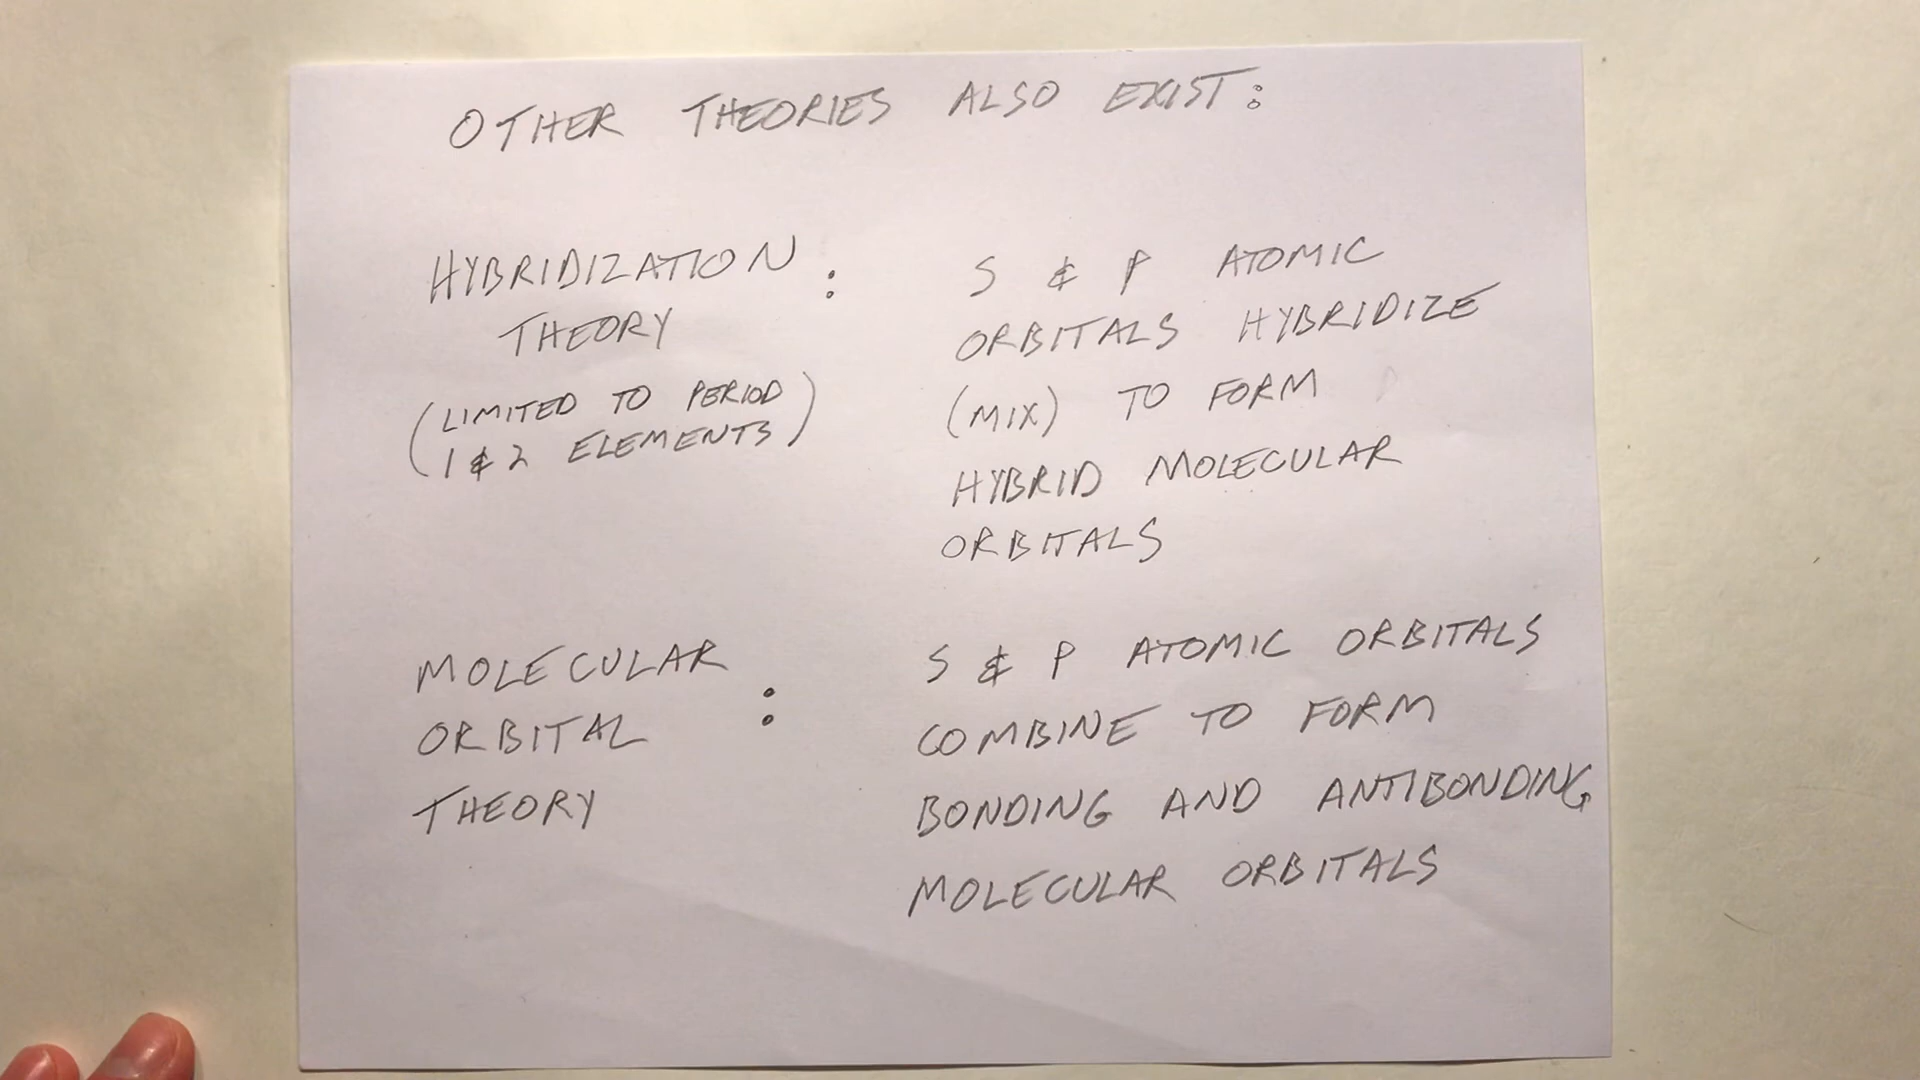 OTHER THEORIES ALSO EXIST:
HYBRIDIZATION :
THEORY
(LIMITED TO PERIOD
1 & 2 ELEMENTS)
S & P ATOMIC
ORBITALS HYBRIDIZE
(MIX) TO FORM
HYBRID MOLECULAR
ORBITALS
MOLECULAR
ORBITAL :
THEORY
S & P ATOMIC ORBITALS
COMBINE TO FORM
BONDING AND ANTIBONDING
MOLECULAR ORBITALS